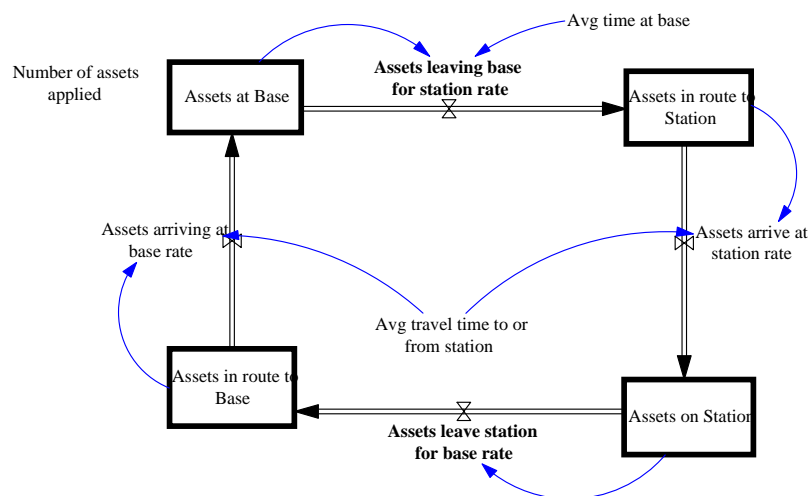 Avg time at base
Number of assets
applied
Assets at Base
Assets leaving base
for station rate
Assets in route to
Station
Assets arriving at
base rate
Assets arrive at
station rate
Avg travel time to or
from station
Assets in route to
Base
Assets leave station
for base rate
Assets on Station